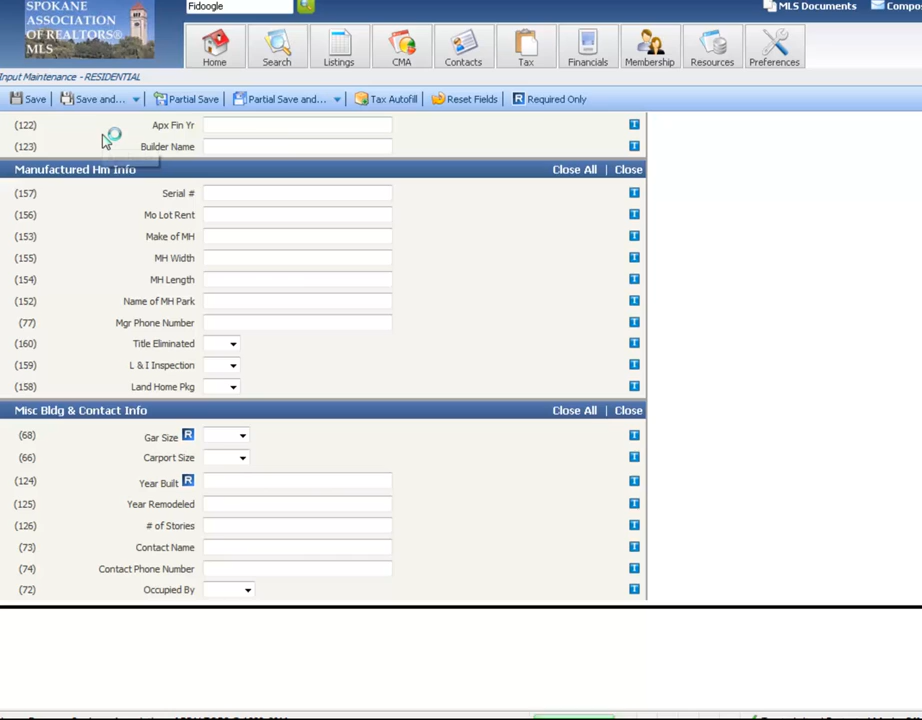 SPOKANE
ASSOCIATION
OF REALTORS®
MLS
Fidoogle
MLS Documents
Home
Search
Listings
CMA
Contacts
Tax
Financials
Membership
Resources
Preferences
Input Maintenance - RESIDENTIAL
Save
Save and...
Partial Save
Partial Save and...
Tax Autofill
Reset Fields
R Required Only
(122) Apx Fin Yr T
(123) Builder Name T
Manufactured Hm Info Close All | Close
(157) Serial # T
(156) Mo Lot Rent T
(153) Make of MH T
(155) MH Width T
(154) MH Length T
(152) Name of MH Park T
(77) Mgr Phone Number T
(160) Title Eliminated T
(159) L & I Inspection T
(158) Land Home Pkg T
Misc Bldg & Contact Info Close All | Close
(68) Gar Size R T
(66) Carport Size T
(124) Year Built R T
(125) Year Remodeled T
(126) # of Stories T
(73) Contact Name T
(74) Contact Phone Number T
(72) Occupied By T